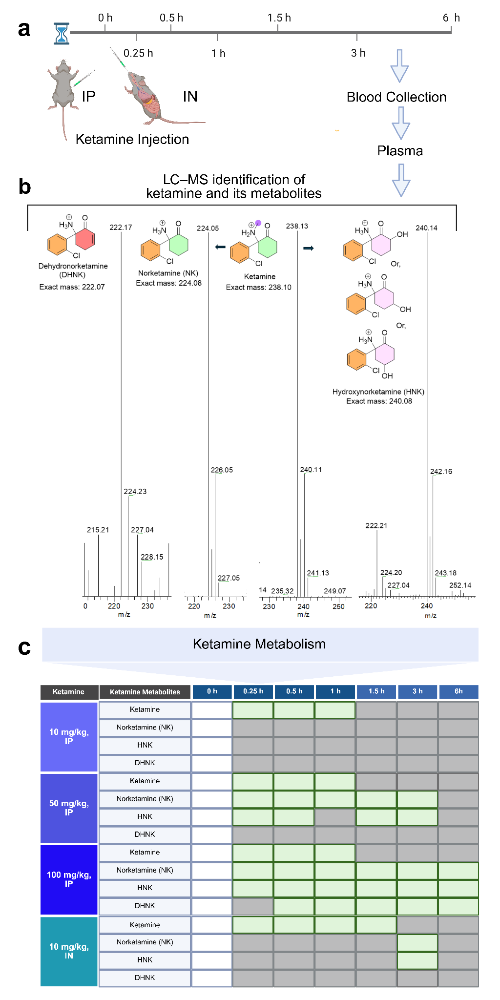 a
0 h
0.5 h
1.5 h
6 h
0.25 h
1 h
3 h
IP
IN
Ketamine Injection
Blood Collection
Plasma
b
LC–MS identification of
ketamine and its metabolites
222.17
H₃N
O
Cl
Dehydronorketamine
(DHNK)
Exact mass: 222.07
224.05
H₃N
O
Cl
Norketamine (NK)
Exact mass: 224.08
238.13
H₂N
O
Cl
Ketamine
Exact mass: 238.10
240.14
H₃N
O
OH
Cl
Or,
H₃N
O
OH
Cl
Or,
H₃N
O
Cl
OH
Hydroxynorketamine (HNK)
Exact mass: 240.08
224.23
215.21
227.04
228.15
0 220 230
m/z
226.05
227.05
220 230
m/z
240.11
241.13
14 235.32 249.07
230 240 250
m/z
242.16
222.21
224.20
227.04
243.18
252.14
220 240
m/z
Ketamine Metabolism
c
Ketamine Ketamine Metabolites 0 h 0.25 h 0.5 h 1 h 1.5 h 3 h 6h
10 mg/kg,
IP
Ketamine
Norketamine (NK)
HNK
DHNK
50 mg/kg,
IP
Ketamine
Norketamine (NK)
HNK
DHNK
100 mg/kg,
IP
Ketamine
Norketamine (NK)
HNK
DHNK
10 mg/kg,
IN
Ketamine
Norketamine (NK)
HNK
DHNK